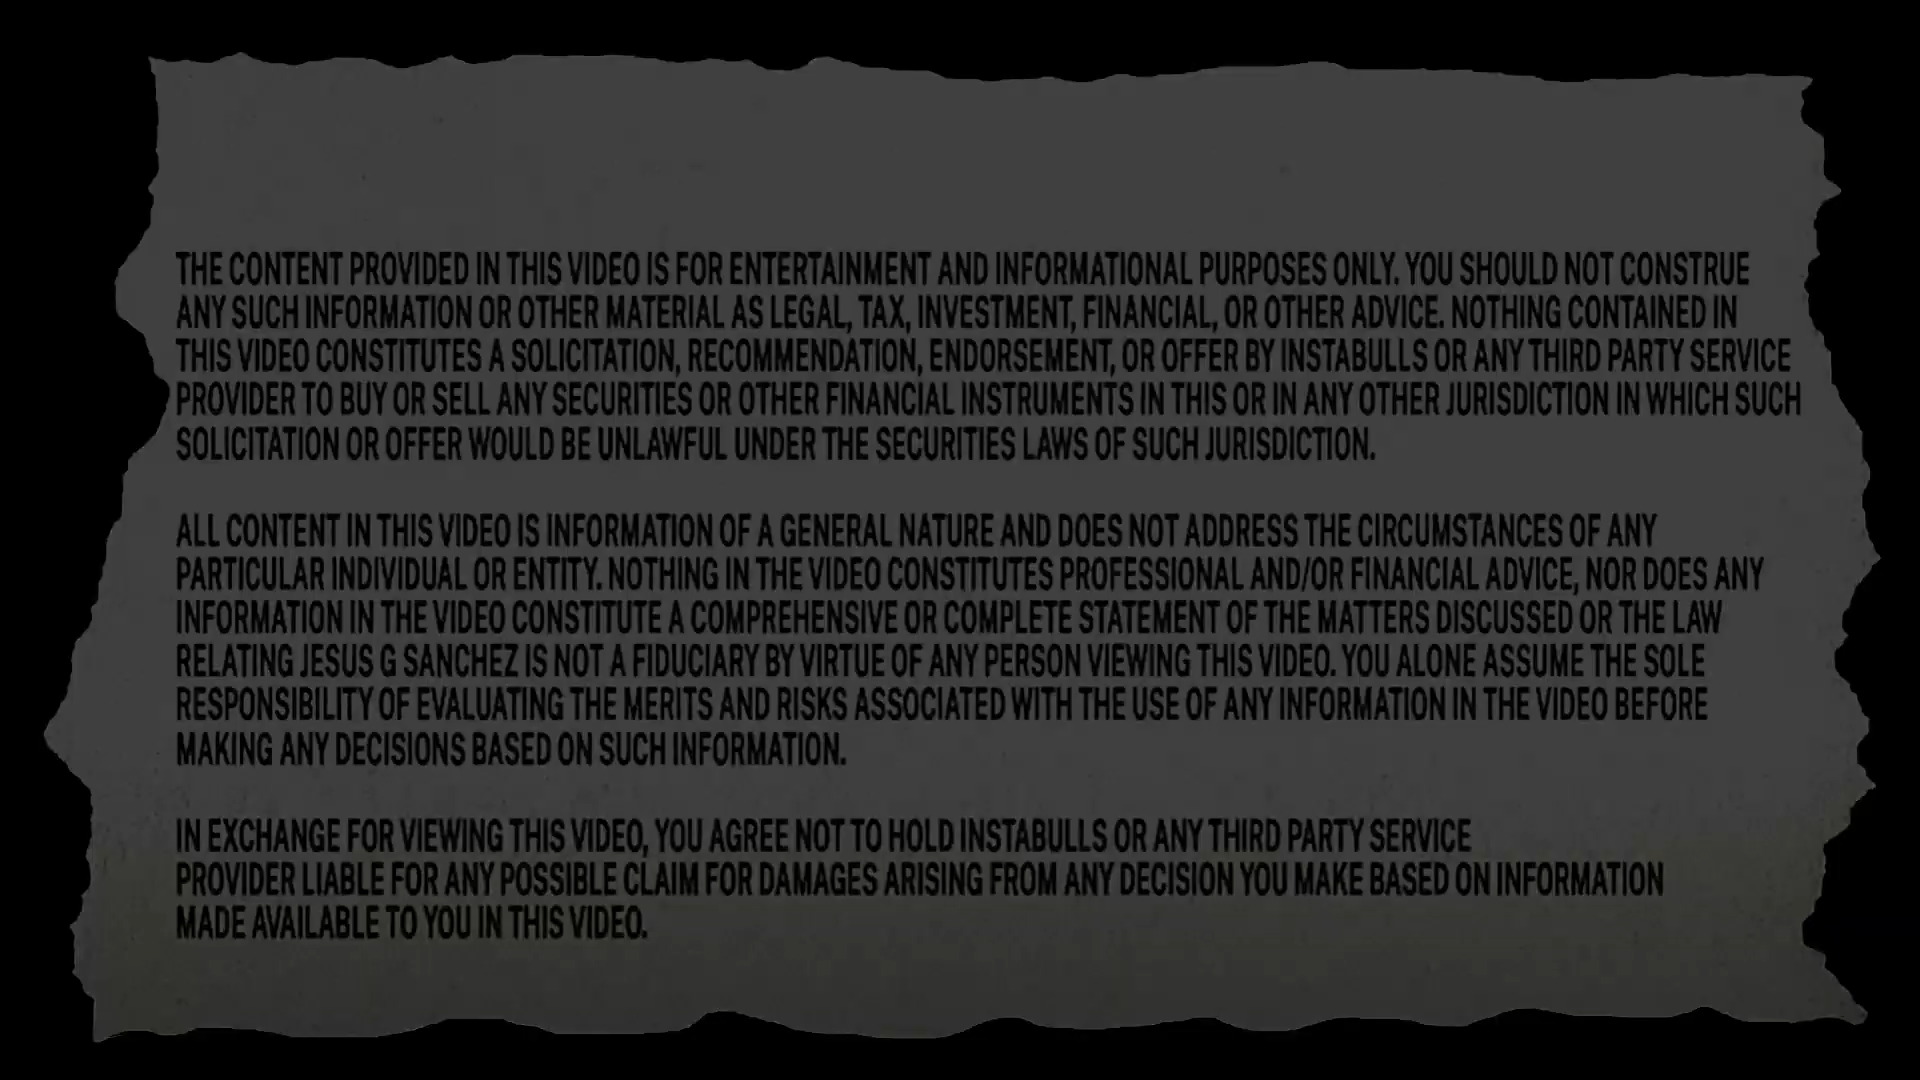 THE CONTENT PROVIDED IN THIS VIDEO IS FOR ENTERTAINMENT AND INFORMATIONAL PURPOSES ONLY. YOU SHOULD NOT CONSTRUE
ANY SUCH INFORMATION OR OTHER MATERIAL AS LEGAL, TAX, INVESTMENT, FINANCIAL, OR OTHER ADVICE. NOTHING CONTAINED IN
THIS VIDEO CONSTITUTES A SOLICITATION, RECOMMENDATION, ENDORSEMENT, OR OFFER BY INSTABULLS OR ANY THIRD PARTY SERVICE
PROVIDER TO BUY OR SELL ANY SECURITIES OR OTHER FINANCIAL INSTRUMENTS IN THIS OR IN ANY OTHER JURISDICTION IN WHICH SUCH
SOLICITATION OR OFFER WOULD BE UNLAWFUL UNDER THE SECURITIES LAWS OF SUCH JURISDICTION.
ALL CONTENT IN THIS VIDEO IS INFORMATION OF A GENERAL NATURE AND DOES NOT ADDRESS THE CIRCUMSTANCES OF ANY
PARTICULAR INDIVIDUAL OR ENTITY. NOTHING IN THE VIDEO CONSTITUTES PROFESSIONAL AND/OR FINANCIAL ADVICE, NOR DOES ANY
INFORMATION IN THE VIDEO CONSTITUTE A COMPREHENSIVE OR COMPLETE STATEMENT OF THE MATTERS DISCUSSED OR THE LAW
RELATING JESUS G SANCHEZ IS NOT A FIDUCIARY BY VIRTUE OF ANY PERSON VIEWING THIS VIDEO. YOU ALONE ASSUME THE SOLE
RESPONSIBILITY OF EVALUATING THE MERITS AND RISKS ASSOCIATED WITH THE USE OF ANY INFORMATION IN THE VIDEO BEFORE
MAKING ANY DECISIONS BASED ON SUCH INFORMATION.
IN EXCHANGE FOR VIEWING THIS VIDEO, YOU AGREE NOT TO HOLD INSTABULLS OR ANY THIRD PARTY SERVICE
PROVIDER LIABLE FOR ANY POSSIBLE CLAIM FOR DAMAGES ARISING FROM ANY DECISION YOU MAKE BASED ON INFORMATION
MADE AVAILABLE TO YOU IN THIS VIDEO.